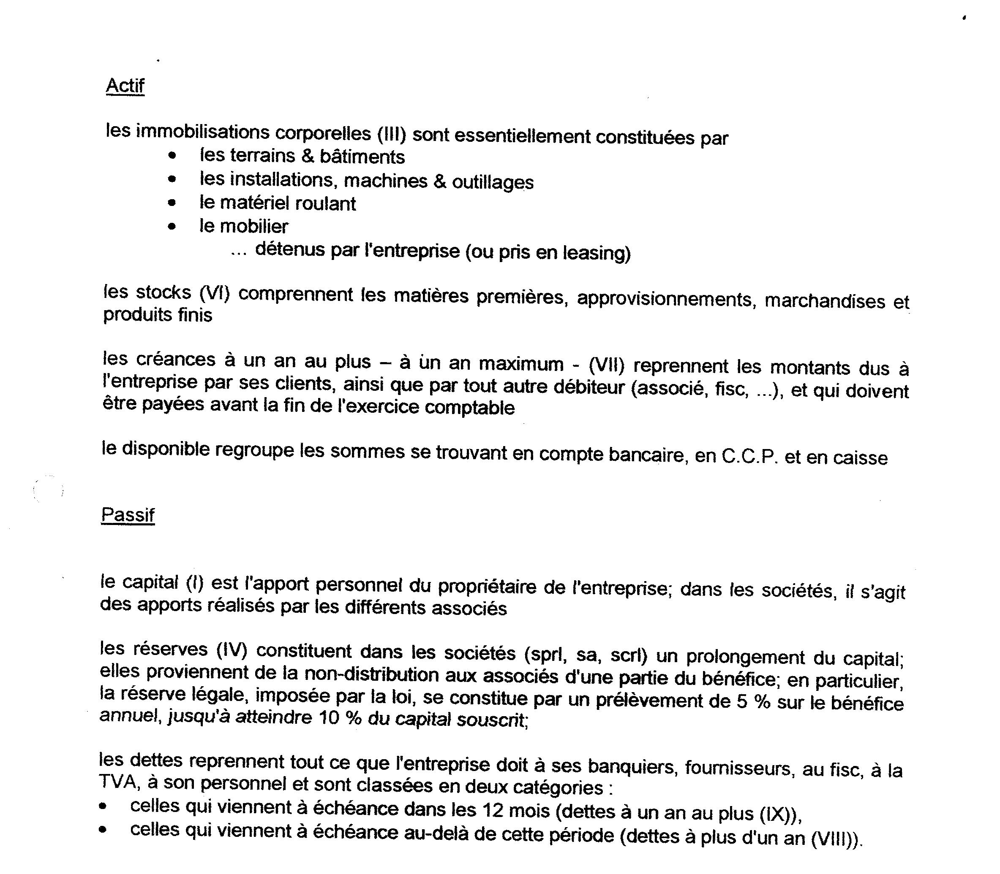 Actif
les immobilisations corporelles (III) sont essentiellement constituées par
• les terrains & bâtiments
• les installations, machines & outillages
• le matériel roulant
• le mobilier
... détenus par l'entreprise (ou pris en leasing)
les stocks (VI) comprennent les matières premières, approvisionnements, marchandises et
produits finis
les créances à un an au plus – à un an maximum - (VII) reprennent les montants dus à
l'entreprise par ses clients, ainsi que par tout autre débiteur (associé, fisc, ...), et qui doivent
être payées avant la fin de l'exercice comptable
le disponible regroupe les sommes se trouvant en compte bancaire, en C.C.P. et en caisse
Passif
le capital (I) est l'apport personnel du propriétaire de l'entreprise; dans les sociétés, il s'agit
des apports réalisés par les différents associés
les réserves (IV) constituent dans les sociétés (sprl, sa, scrl) un prolongement du capital;
elles proviennent de la non-distribution aux associés d'une partie du bénéfice; en particulier,
la réserve légale, imposée par la loi, se constitue par un prélèvement de 5 % sur le bénéfice
annuel, jusqu'à atteindre 10 % du capital souscrit;
les dettes reprennent tout ce que l'entreprise doit à ses banquiers, fournisseurs, au fisc, à la
TVA, à son personnel et sont classées en deux catégories :
• celles qui viennent à échéance dans les 12 mois (dettes à un an au plus (IX)),
• celles qui viennent à échéance au-delà de cette période (dettes à plus d'un an (VIII)).